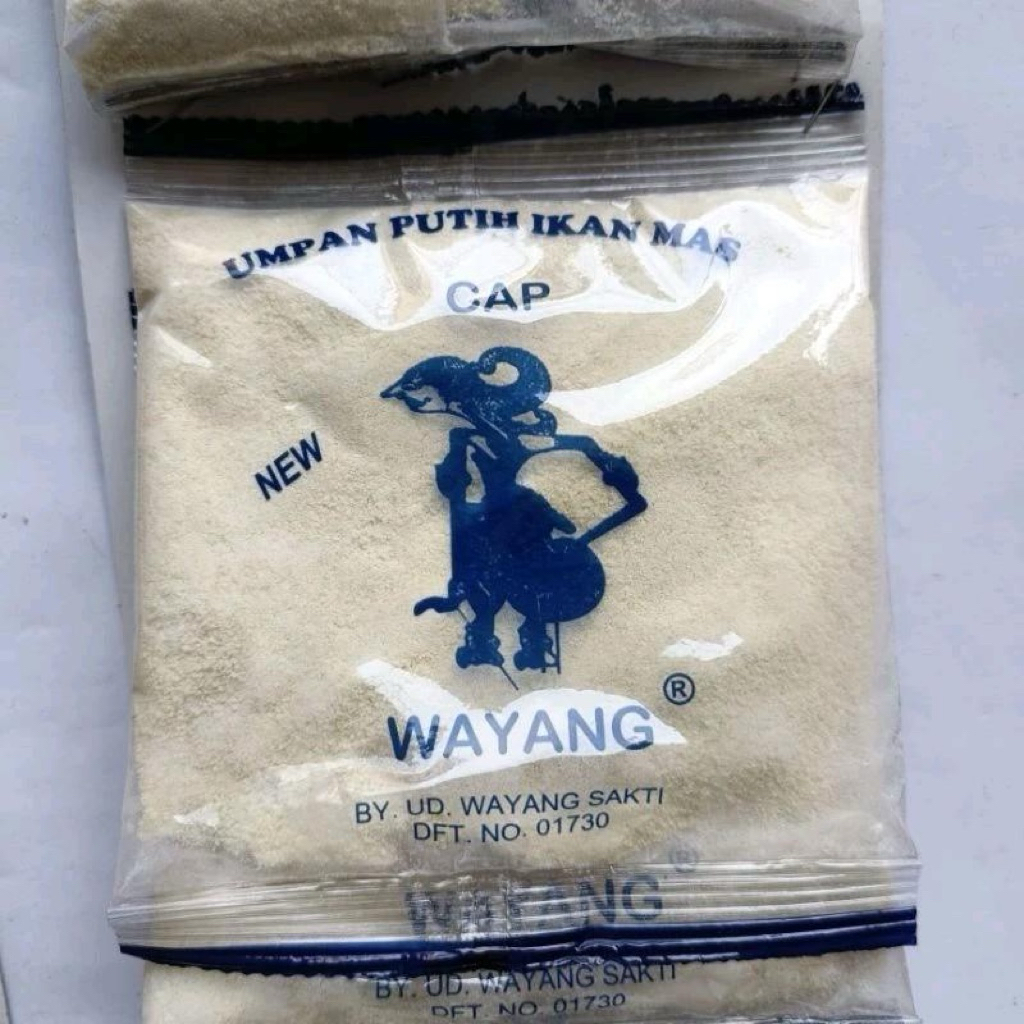 UMPAN PUTIH IKAN MAS
CAP
NEW
WAYANG ®
BY. UD. WAYANG SAKTI
DFT. NO. 01730
WAYANG ®
BY. UD. WAYANG SAKTI
DFT. NO. 01730